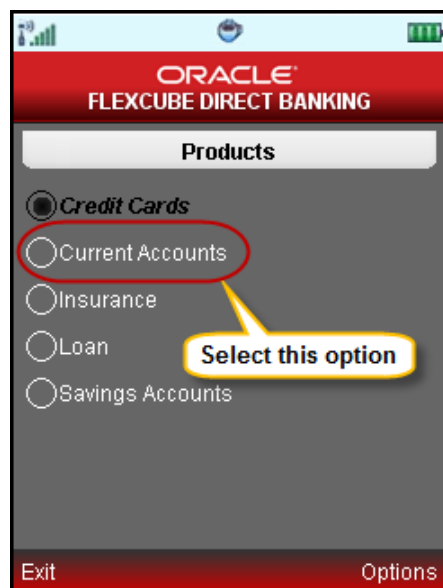 ORACLE
FLEXCUBE DIRECT BANKING
Products
Credit Cards
Current Accounts
Insurance
Loan
Select this option
Savings Accounts
Exit
Options